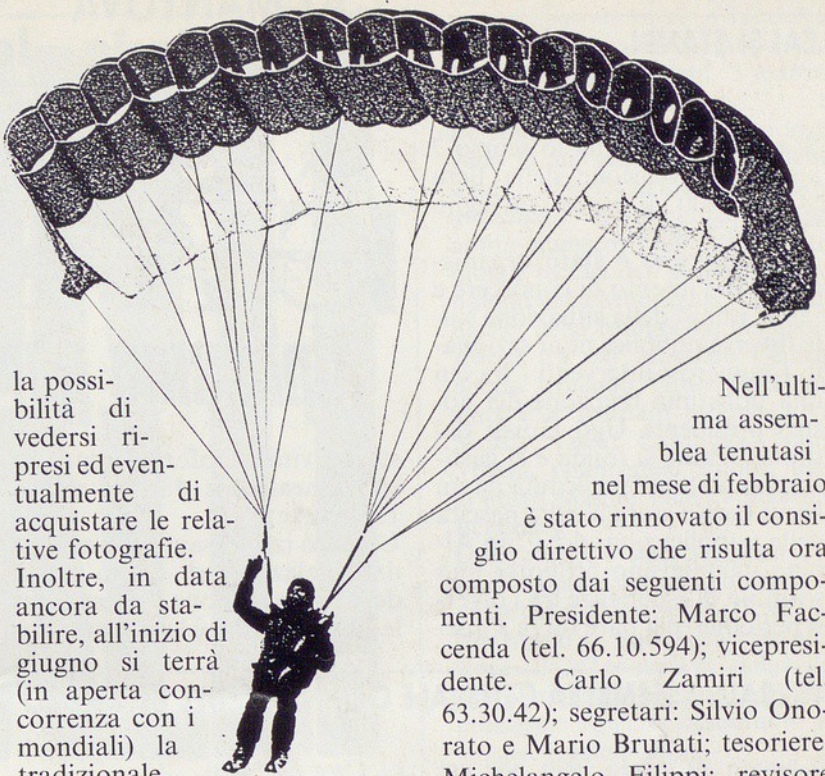 la possi-
bilità di
vedersi ri-
presi ed even-
tualmente di
acquistare le rela-
tive fotografie.
Inoltre, in data
ancora da sta-
bilire, all'inizio di
giugno si terrà
(in aperta con-
correnza con i
mondiali) la
tradizionale
Nell'ulti-
ma assem-
blea tenutasi
nel mese di febbraio
è stato rinnovato il consi-
glio direttivo che risulta ora
composto dai seguenti compo-
nenti. Presidente: Marco Fac-
cenda (tel. 66.10.594); vicepresi-
dente. Carlo Zamiri (tel.
63.30.42); segretari: Silvio Ono-
rato e Mario Brunati; tesoriere
Michelangelo Filippi; revisore